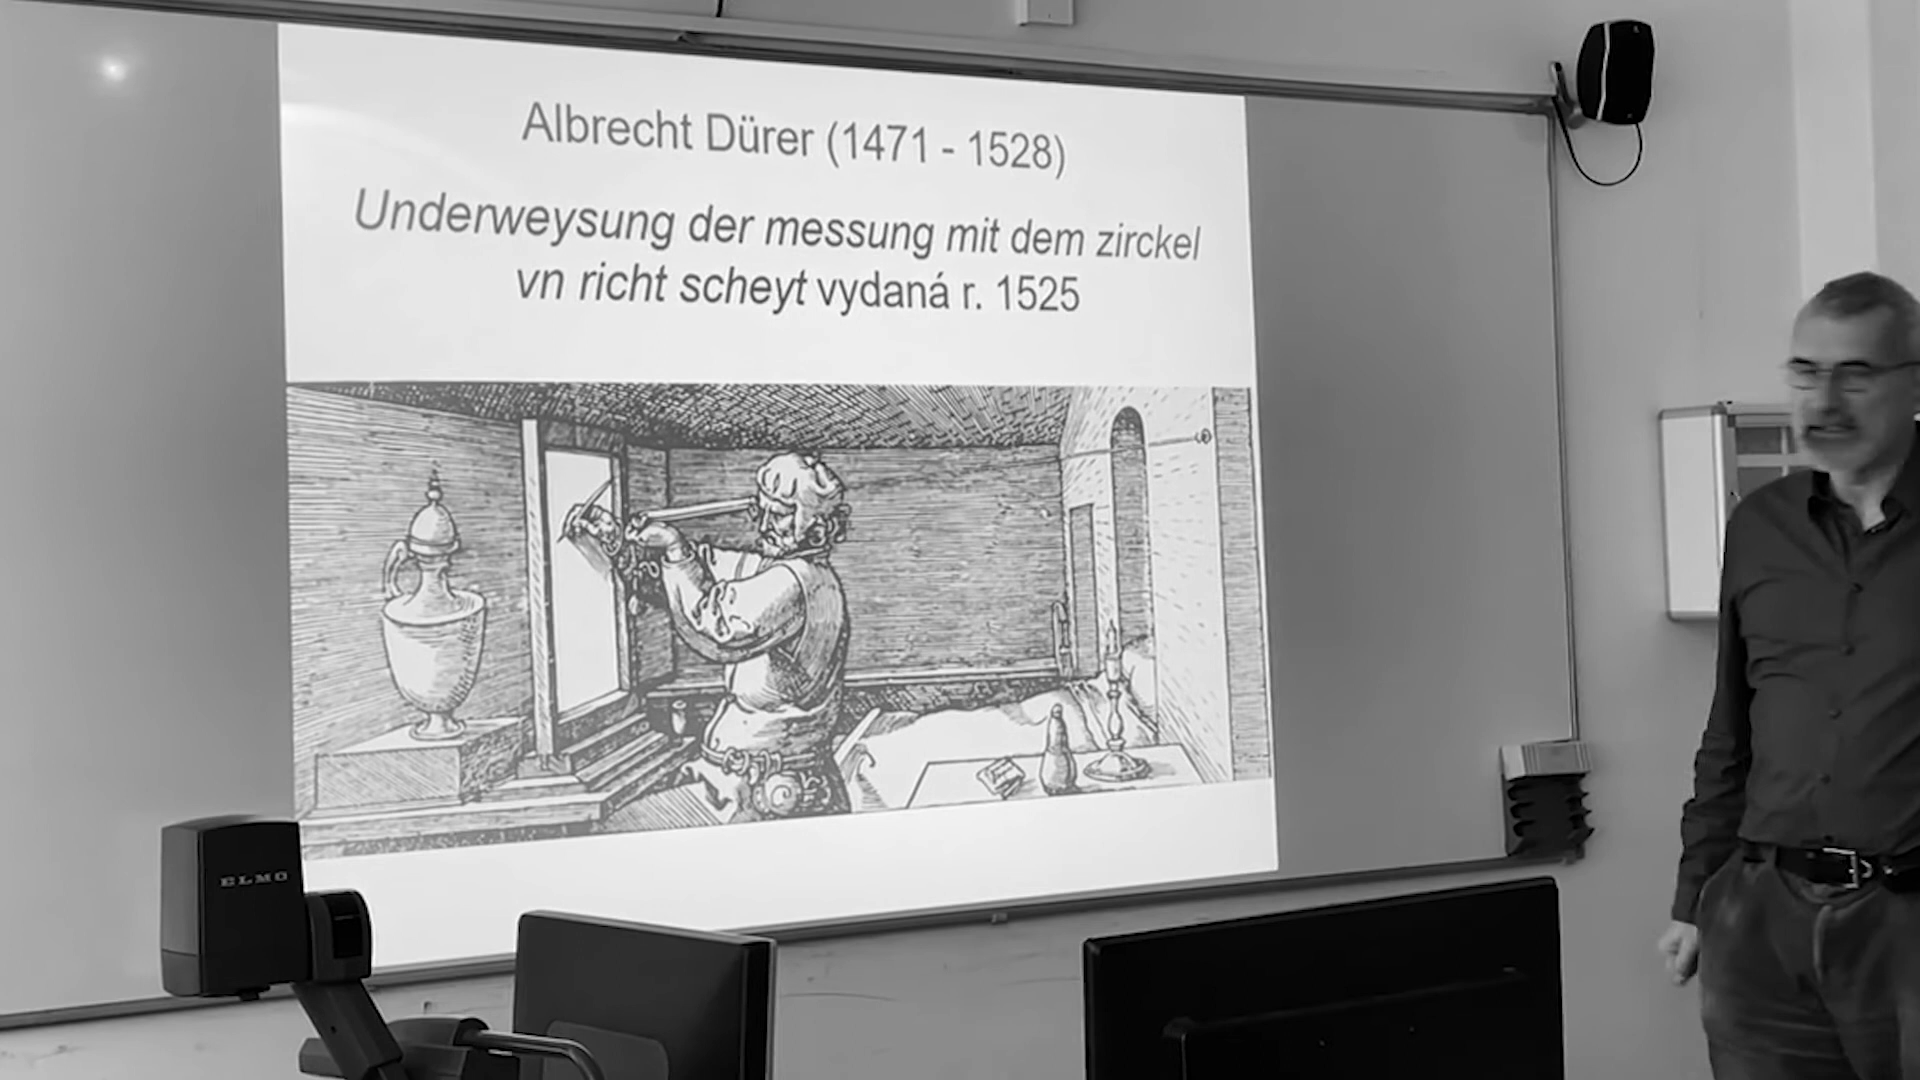 Albrecht Dürer (1471 - 1528)
Underweysung der messung mit dem zirckel
vn richt scheyt vydaná r. 1525
ELMO